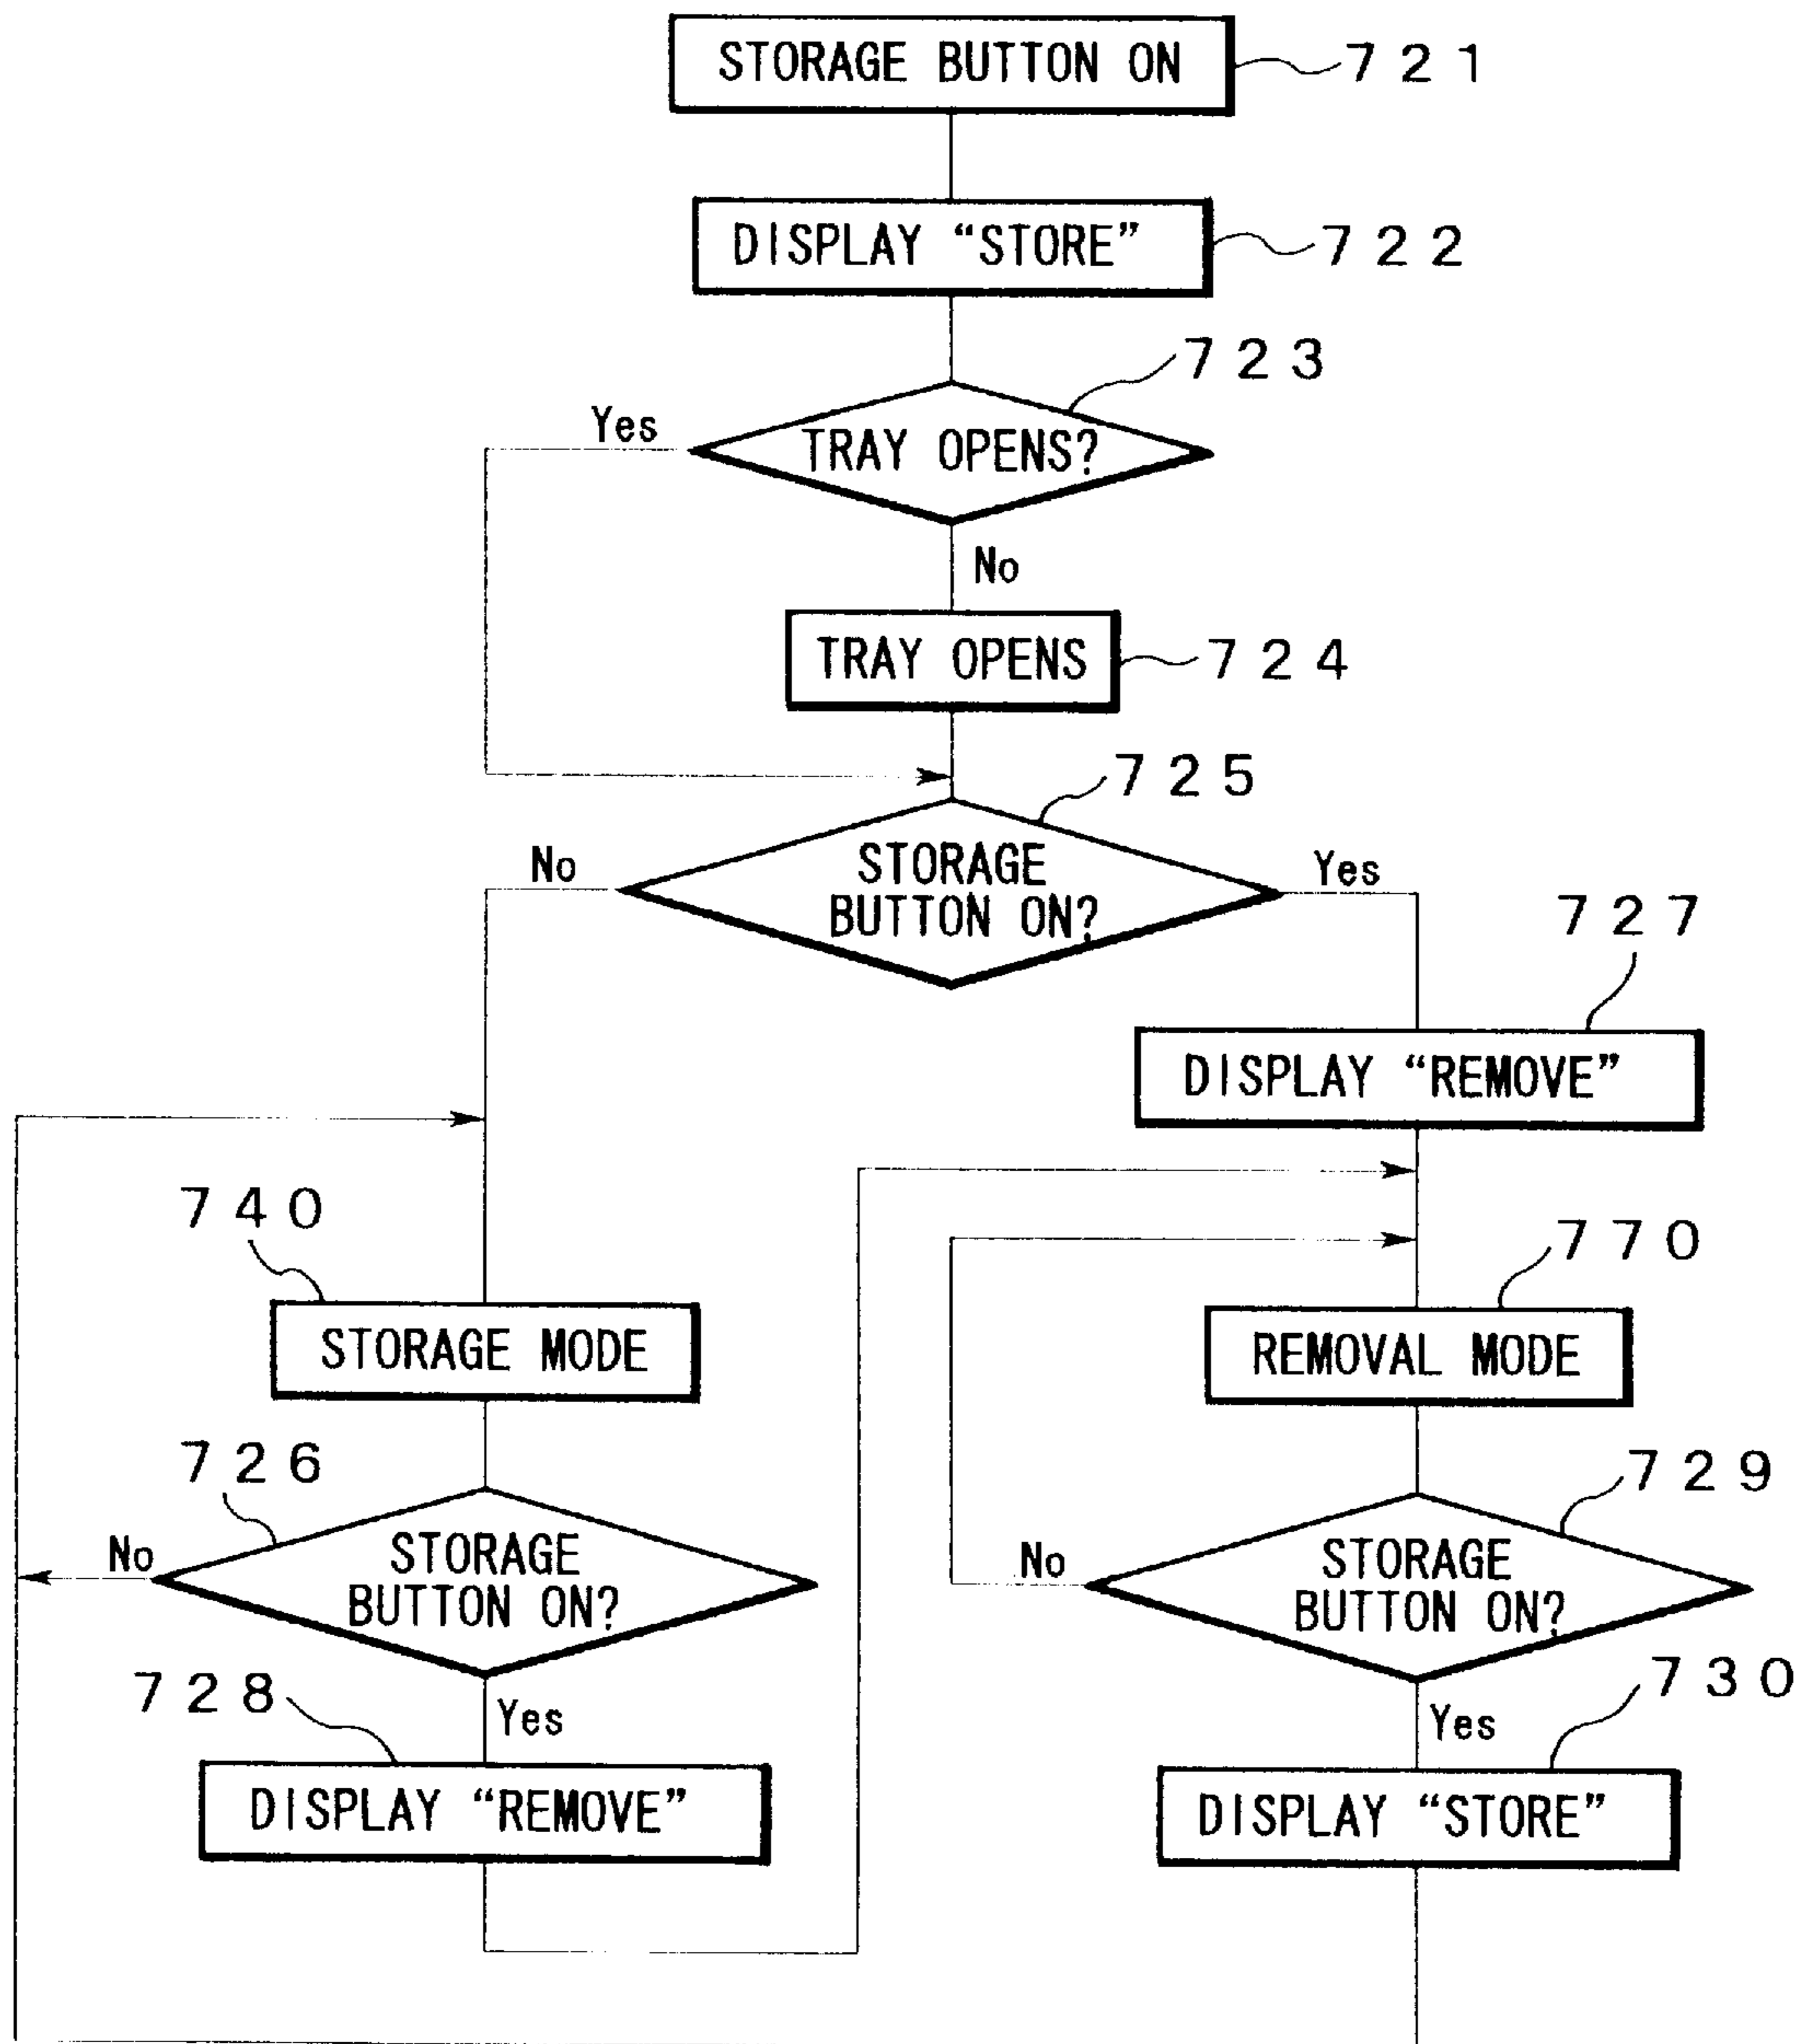 STORAGE BUTTON ON
721
DISPLAY “STORE”
722
723
Yes
TRAY OPENS?
No
TRAY OPENS
724
725
No
STORAGE
BUTTON ON?
Yes
727
DISPLAY “REMOVE”
740
770
STORAGE MODE
REMOVAL MODE
726
729
No
STORAGE
BUTTON ON?
No
STORAGE
BUTTON ON?
728
Yes
730
Yes
DISPLAY “REMOVE”
DISPLAY “STORE”